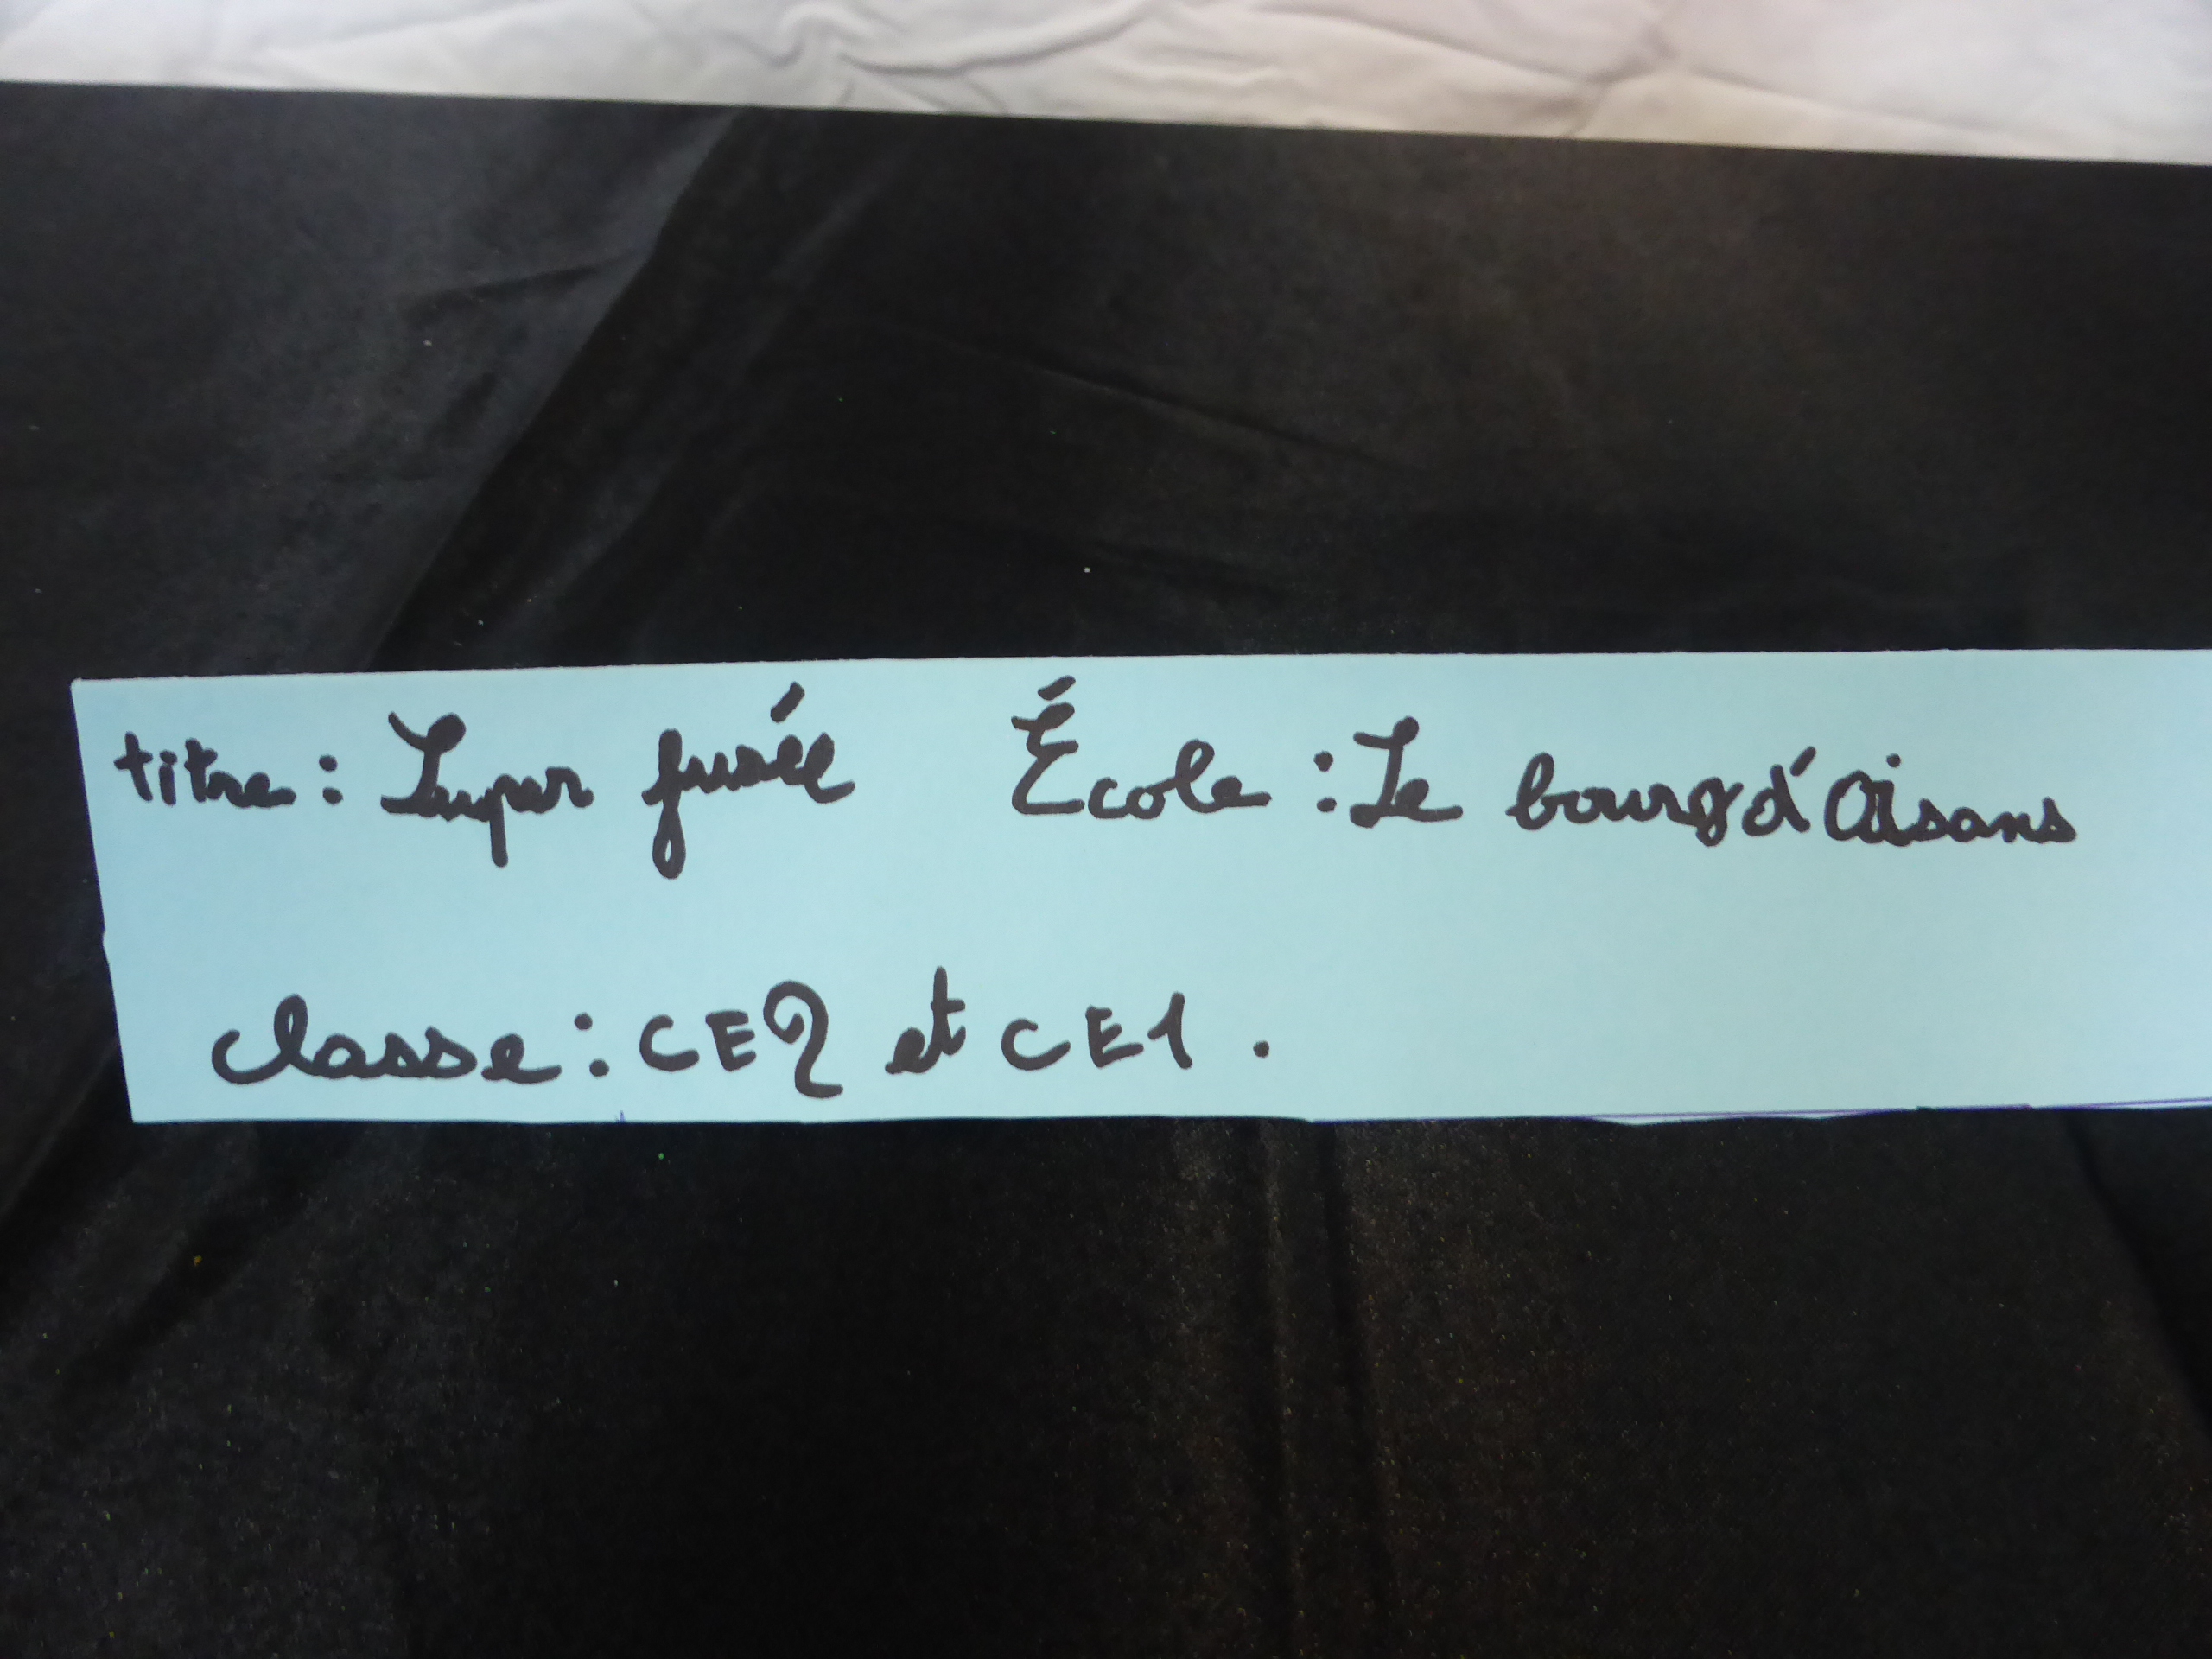 titre : Super fusée École : Le bourg d'Oisans
classe : CE2 et CE1 .